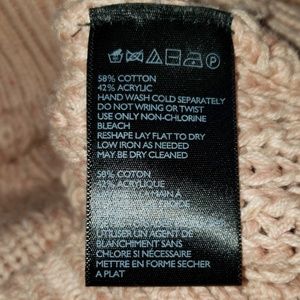 58% COTTON
42% ACRYLIC
HAND WASH COLD SEPARATELY
DO NOT WRING OR TWIST
USE ONLY NON-CHLORINE
BLEACH
RESHAPE LAY FLAT TO DRY
LOW IRON AS NEEDED
MAY BE DRY CLEANED
58% COTON
42% ACRYLIQUE
MAIN À
UTILISER UN AGENT DE
BLANCHIMENT SANS
CHLORE SI NÉCESSAIRE
METTRE EN FORME SECHER
A PLAT